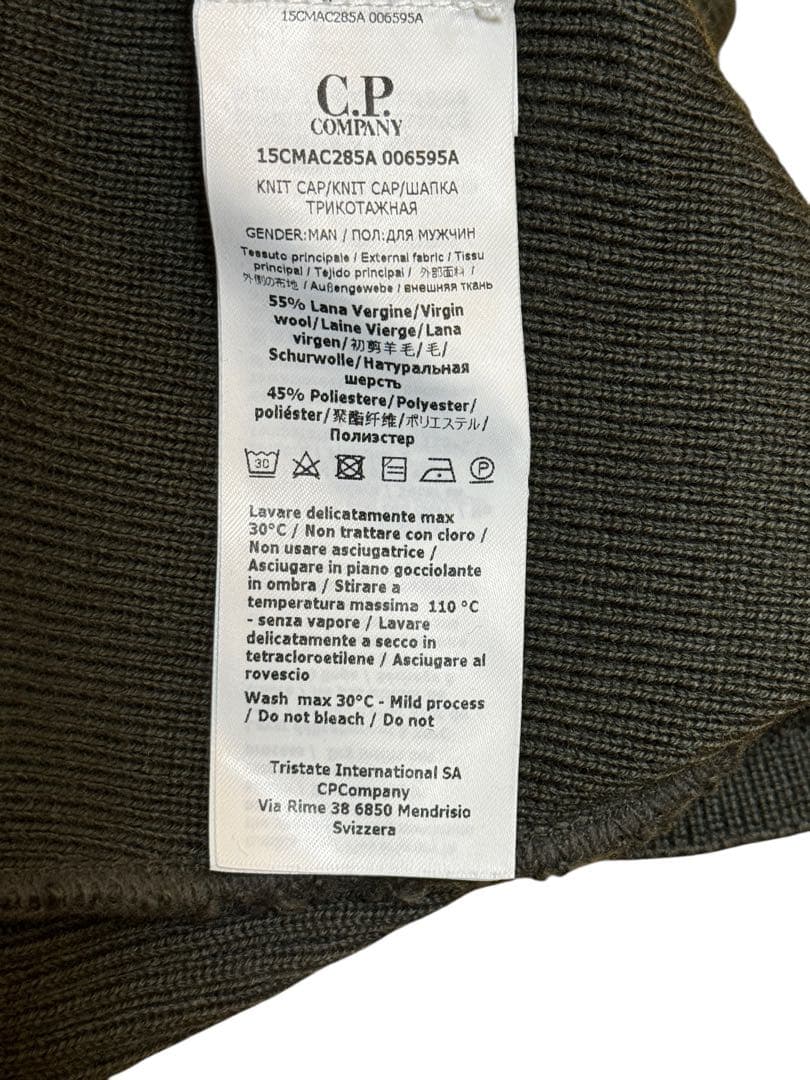 15CMAC285A 006595A
C.P.
COMPANY
15CMAC285A 006595A
KNIT CAP/KNIT CAP/ШАПКА
ТРИКОТАЖНАЯ
GENDER:MAN / ПОЛ:ДЛЯ МУЖЧИН
Tessuto principale / External fabric / Tissu
principal / Tejido principal / 外部面料 /
外側の布地 / Außengewebe / внешняя ткань
55% Lana Vergine/Virgin
wool/Laine Vierge/Lana
virgen/初剪羊毛/毛/
Schurwolle/Натуральная
шерсть
45% Poliestere/Polyester/
poliéster/聚酯纤维/ポリエステル/
Полиэстер
30
P
Lavare delicatamente max
30°C / Non trattare con cloro /
Non usare asciugatrice /
Asciugare in piano gocciolante
in ombra / Stirare a
temperatura massima 110 °C
- senza vapore / Lavare
delicatamente a secco in
tetracloroetilene / Asciugare al
rovescio
Wash max 30°C - Mild process
/ Do not bleach / Do not
Tristate International SA
CPCompany
Via Rime 38 6850 Mendrisio
Svizzera